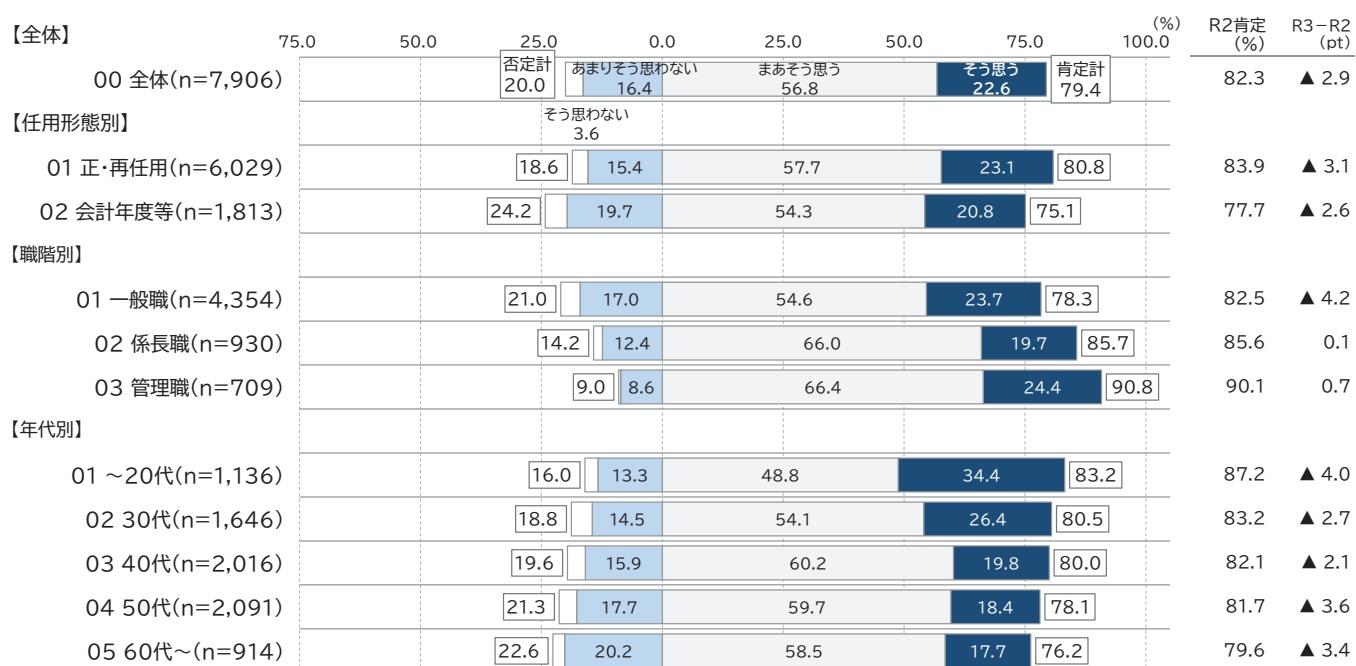 【全体】
(%)
R2肯定 R3−R2
(%) (pt)
75.0 50.0 25.0 0.0 25.0 50.0 75.0 100.0
否定計 あまりそう思わない まあそう思う そう思う 肯定計
00 全体(n=7,906) 20.0 16.4 56.8 22.6 79.4 82.3 ▲ 2.9
【任用形態別】
そう思わない
3.6
01 正・再任用(n=6,029) 18.6 15.4 57.7 23.1 80.8 83.9 ▲ 3.1
02 会計年度等(n=1,813) 24.2 19.7 54.3 20.8 75.1 77.7 ▲ 2.6
【職階別】
01 一般職(n=4,354) 21.0 17.0 54.6 23.7 78.3 82.5 ▲ 4.2
02 係長職(n=930) 14.2 12.4 66.0 19.7 85.7 85.6 0.1
03 管理職(n=709) 9.0 8.6 66.4 24.4 90.8 90.1 0.7
【年代別】
01 ～20代(n=1,136) 16.0 13.3 48.8 34.4 83.2 87.2 ▲ 4.0
02 30代(n=1,646) 18.8 14.5 54.1 26.4 80.5 83.2 ▲ 2.7
03 40代(n=2,016) 19.6 15.9 60.2 19.8 80.0 82.1 ▲ 2.1
04 50代(n=2,091) 21.3 17.7 59.7 18.4 78.1 81.7 ▲ 3.6
05 60代～(n=914) 22.6 20.2 58.5 17.7 76.2 79.6 ▲ 3.4